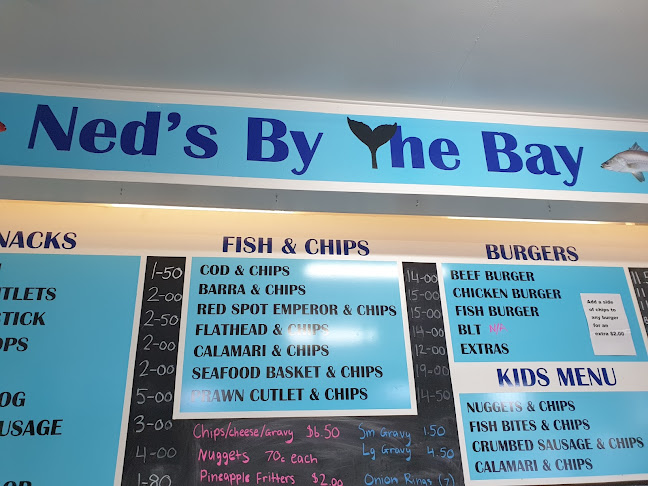 Ned's By The Bay
NACKS
1-50
UTLETS 2-00
STICK 2-50
OPS 2-00
2-00
OG 5-00
USAGE 3-00
4-00
1-80
FISH & CHIPS
COD & CHIPS 14-00
BARRA & CHIPS 15-00
RED SPOT EMPEROR & CHIPS 15-00
FLATHEAD & CHIPS 14-00
CALAMARI & CHIPS 12-00
SEAFOOD BASKET & CHIPS 19-00
PRAWN CUTLET & CHIPS 14-50
Chips/cheese/Gravy $6.50
Nuggets 70c each
Pineapple Fritters $2.00
Sm Gravy 1.50
Lg Gravy 4.50
Onion Rings (7)
BURGERS
BEEF BURGER
CHICKEN BURGER
FISH BURGER
BLT N/A
EXTRAS
Add a side
of chips to
any burger
for an
extra $2.00
KIDS MENU
NUGGETS & CHIPS
FISH BITES & CHIPS
CRUMBED SAUSAGE & CHIPS
CALAMARI & CHIPS